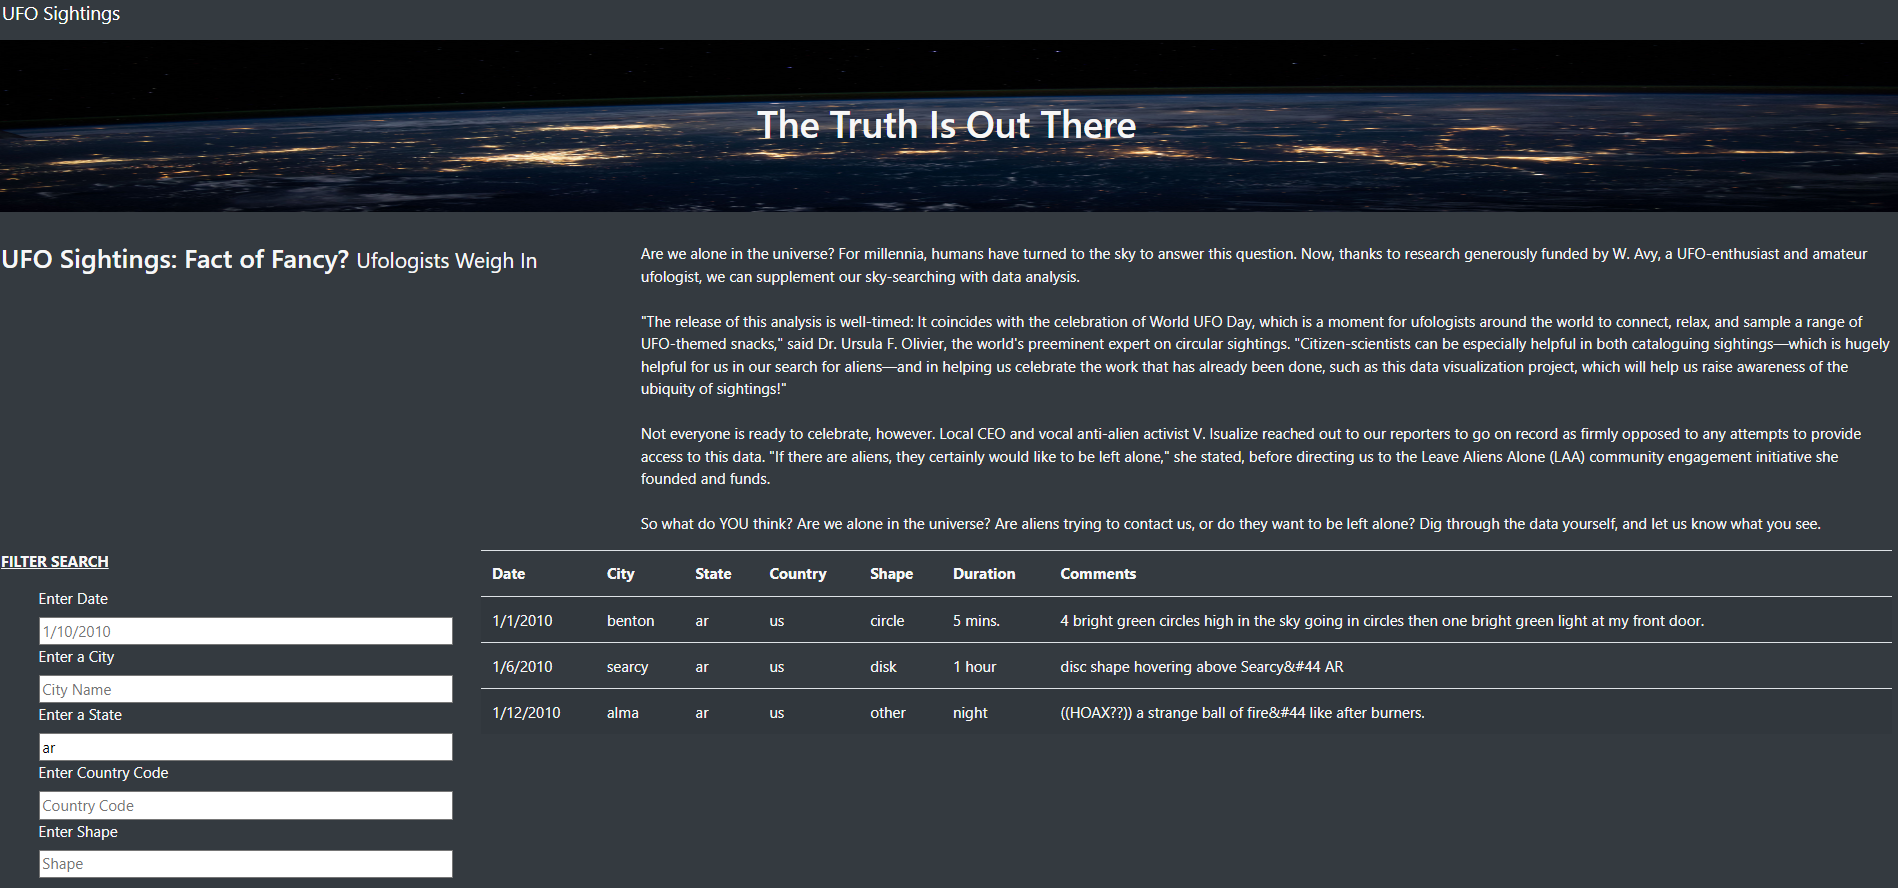 UFO Sightings
The Truth Is Out There
UFO Sightings: Fact of Fancy? Ufologists Weigh In
Are we alone in the universe? For millennia, humans have turned to the sky to answer this question. Now, thanks to research generously funded by W. Avy, a UFO-enthusiast and amateur
ufologist, we can supplement our sky-searching with data analysis.
"The release of this analysis is well-timed: It coincides with the celebration of World UFO Day, which is a moment for ufologists around the world to connect, relax, and sample a range of
UFO-themed snacks," said Dr. Ursula F. Olivier, the world's preeminent expert on circular sightings. "Citizen-scientists can be especially helpful in both cataloguing sightings—which is hugely
helpful for us in our search for aliens—and in helping us celebrate the work that has already been done, such as this data visualization project, which will help us raise awareness of the
ubiquity of sightings!"
Not everyone is ready to celebrate, however. Local CEO and vocal anti-alien activist V. Isualize reached out to our reporters to go on record as firmly opposed to any attempts to provide
access to this data. "If there are aliens, they certainly would like to be left alone," she stated, before directing us to the Leave Aliens Alone (LAA) community engagement initiative she
founded and funds.
So what do YOU think? Are we alone in the universe? Are aliens trying to contact us, or do they want to be left alone? Dig through the data yourself, and let us know what you see.
FILTER SEARCH
Enter Date
1/10/2010
Enter a City
City Name
Enter a State
ar
Enter Country Code
Country Code
Enter Shape
Shape
Date City State Country Shape Duration Comments
1/1/2010 benton ar us circle 5 mins. 4 bright green circles high in the sky going in circles then one bright green light at my front door.
1/6/2010 searcy ar us disk 1 hour disc shape hovering above Searcy&#44 AR
1/12/2010 alma ar us other night ((HOAX??)) a strange ball of fire&#44 like after burners.